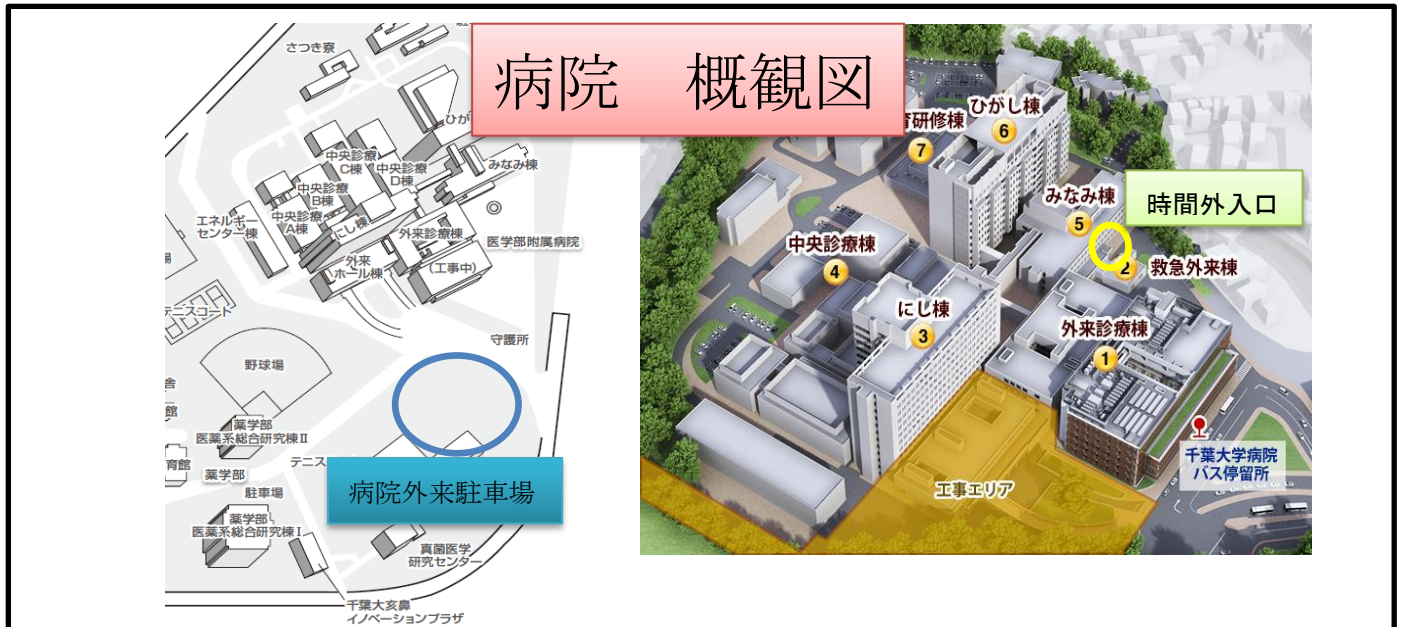 病院　概観図
さつき寮
ひが
中央診療
C棟
中央診療
D棟
みなみ棟
中央診療
B棟
中央診療
A棟
エネルギー
センター棟
にし棟
外来診療棟
外来
ホール棟
(工事中)
医学部附属病院
場
テニスコート
守護所
野球場
舎
館
薬学部
医薬系総合研究棟II
育館
薬学部
テニス
駐車場
病院外来駐車場
薬学部
医薬系総合研究棟I
真菌医学
研究センター
千葉大亥鼻
イノベーションプラザ
ひがし棟
6
育研修棟
7
みなみ棟
5
時間外入口
中央診療棟
4
2
救急外来棟
にし棟
3
外来診療棟
1
千葉大学病院
バス停留所
工事エリア